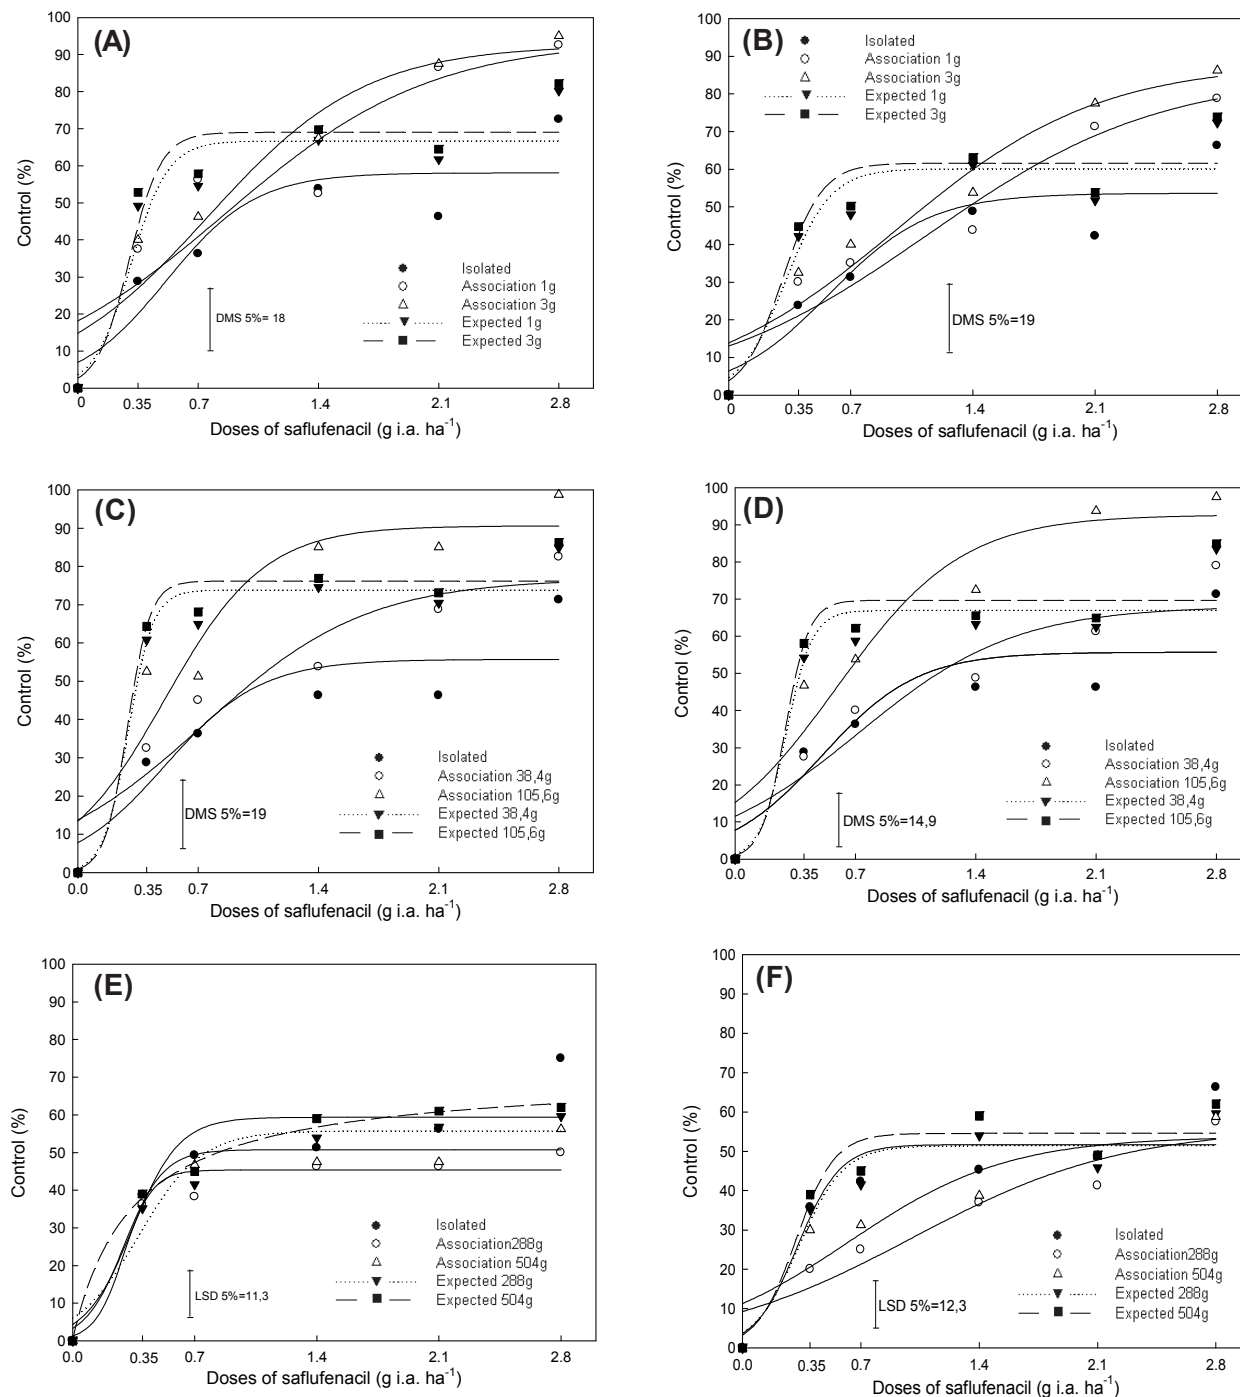 (A)
Control (%)
100
90
80
70
60
50
40
30
20
10
0
Isolated
Association 1g
Association 3g
Expected 1g
Expected 3g
DMS 5%= 18
0 0.35 0.7 1.4 2.1 2.8
Doses of saflufenacil (g i.a. ha⁻¹)
(B)
Control (%)
100
90
80
70
60
50
40
30
20
10
0
Isolated
Association 1g
Association 3g
Expected 1g
Expected 3g
DMS 5%=19
0 0.35 0.7 1.4 2.1 2.8
Doses of saflufenacil (g i.a. ha⁻¹)
(C)
Control (%)
100
90
80
70
60
50
40
30
20
10
0
Isolated
Association 38,4g
Association 105,6g
Expected 38,4g
Expected 105,6g
DMS 5%=19
0.0 0.35 0.7 1.4 2.1 2.8
Doses of saflufenacil (g i.a. ha⁻¹)
(D)
Control (%)
100
90
80
70
60
50
40
30
20
10
0
Isolated
Association 38,4g
Association 105,6g
Expected 38,4g
Expected 105,6g
DMS 5%=14,9
0.0 0.35 0.7 1.4 2.1 2.8
Doses of saflufenacil (g i.a. ha⁻¹)
(E)
Control (%)
100
90
80
70
60
50
40
30
20
10
0
Isolated
Association288g
Association 504g
Expected 288g
Expected 504g
LSD 5%=11,3
0.0 0.35 0.7 1.4 2.1 2.8
Doses of saflufenacil (g i.a. ha⁻¹)
(F)
Control (%)
100
90
80
70
60
50
40
30
20
10
0
Isolated
Association288g
Association 504g
Expected 288g
Expected 504g
LSD 5%=12,3
0.0 0.35 0.7 1.4 2.1 2.8
Doses of saflufenacil (g i.a. ha⁻¹)